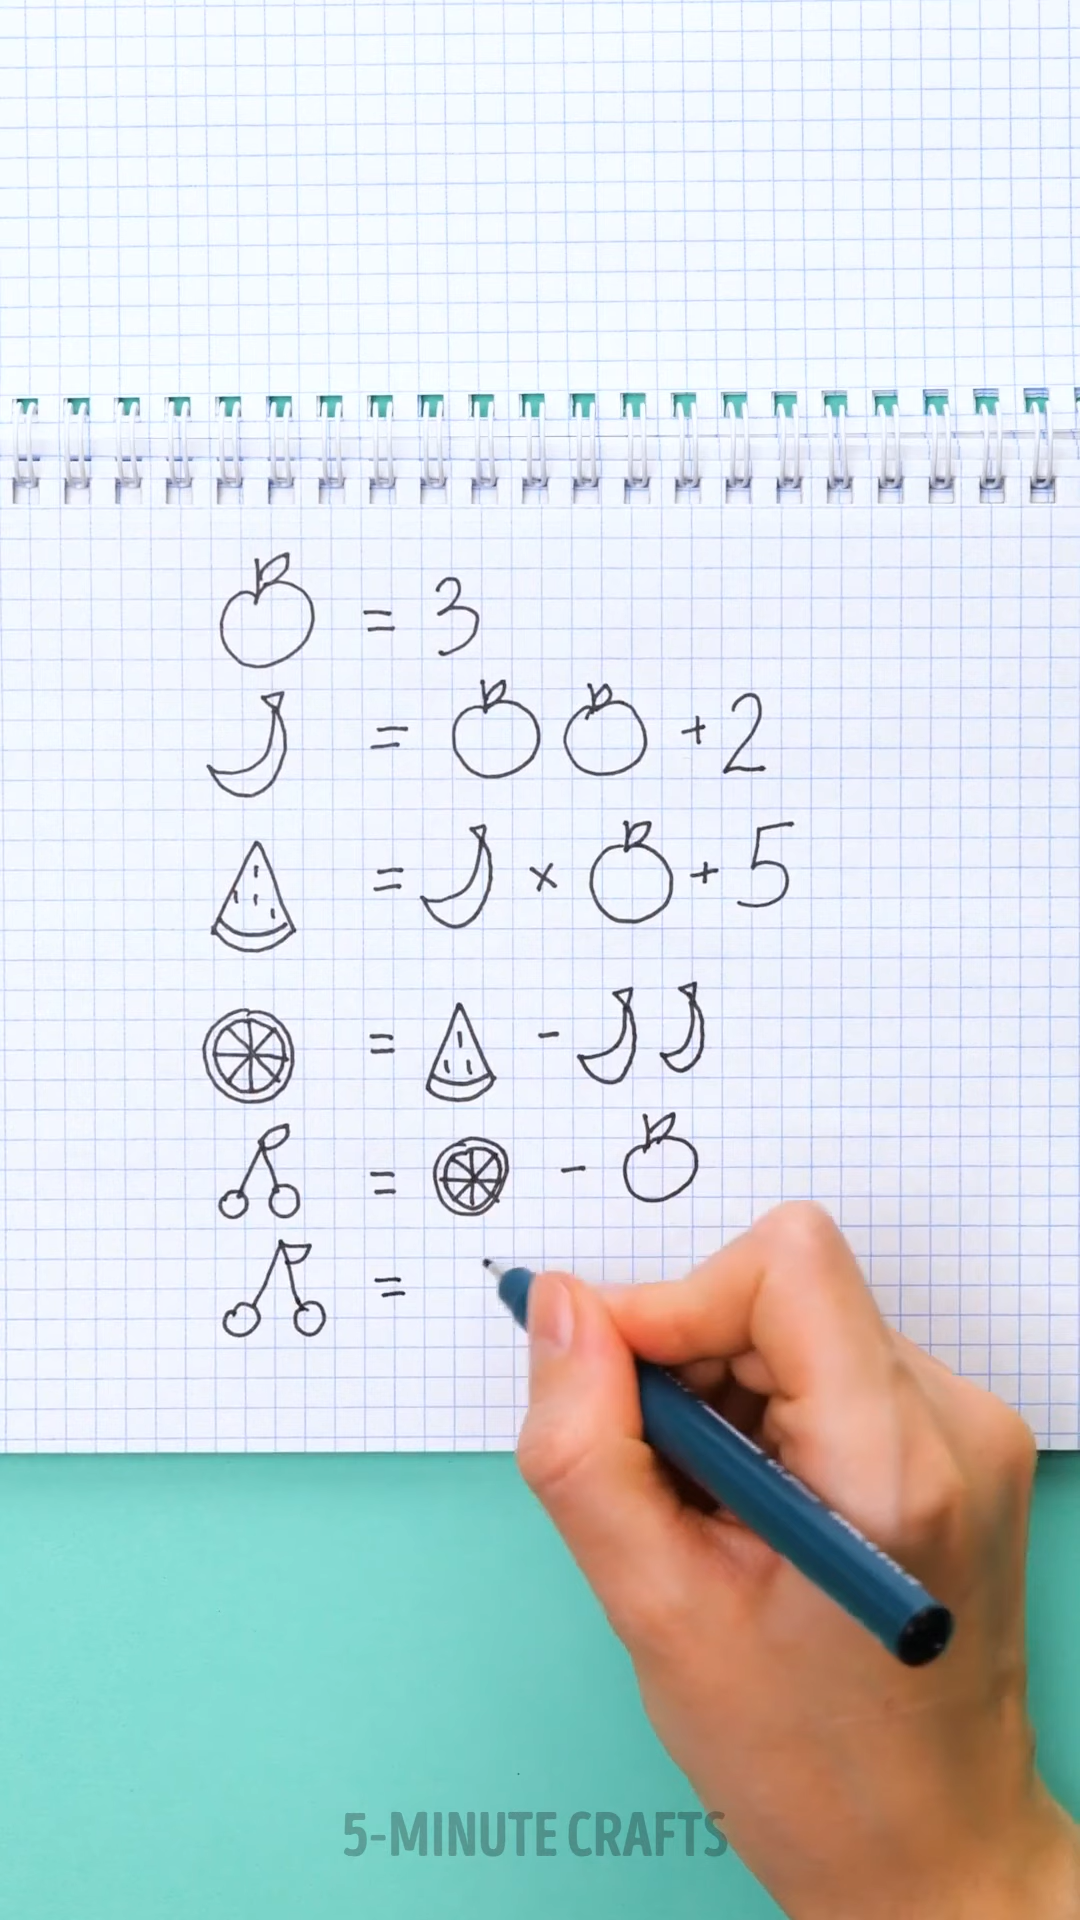 = 3
= + 2
= × + 5
= -
= -
=
5-MINUTE CRAFTS